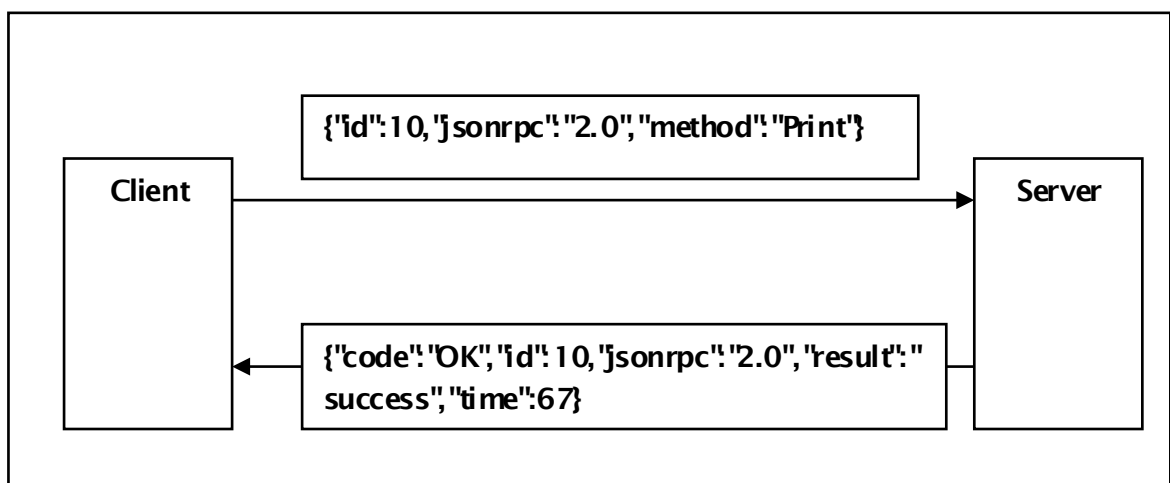 {"id":10,"jsonrpc":"2.0","method":"Print"}
Client
Server
{"code":"OK","id":10,"jsonrpc":"2.0","result":"
success","time":67}